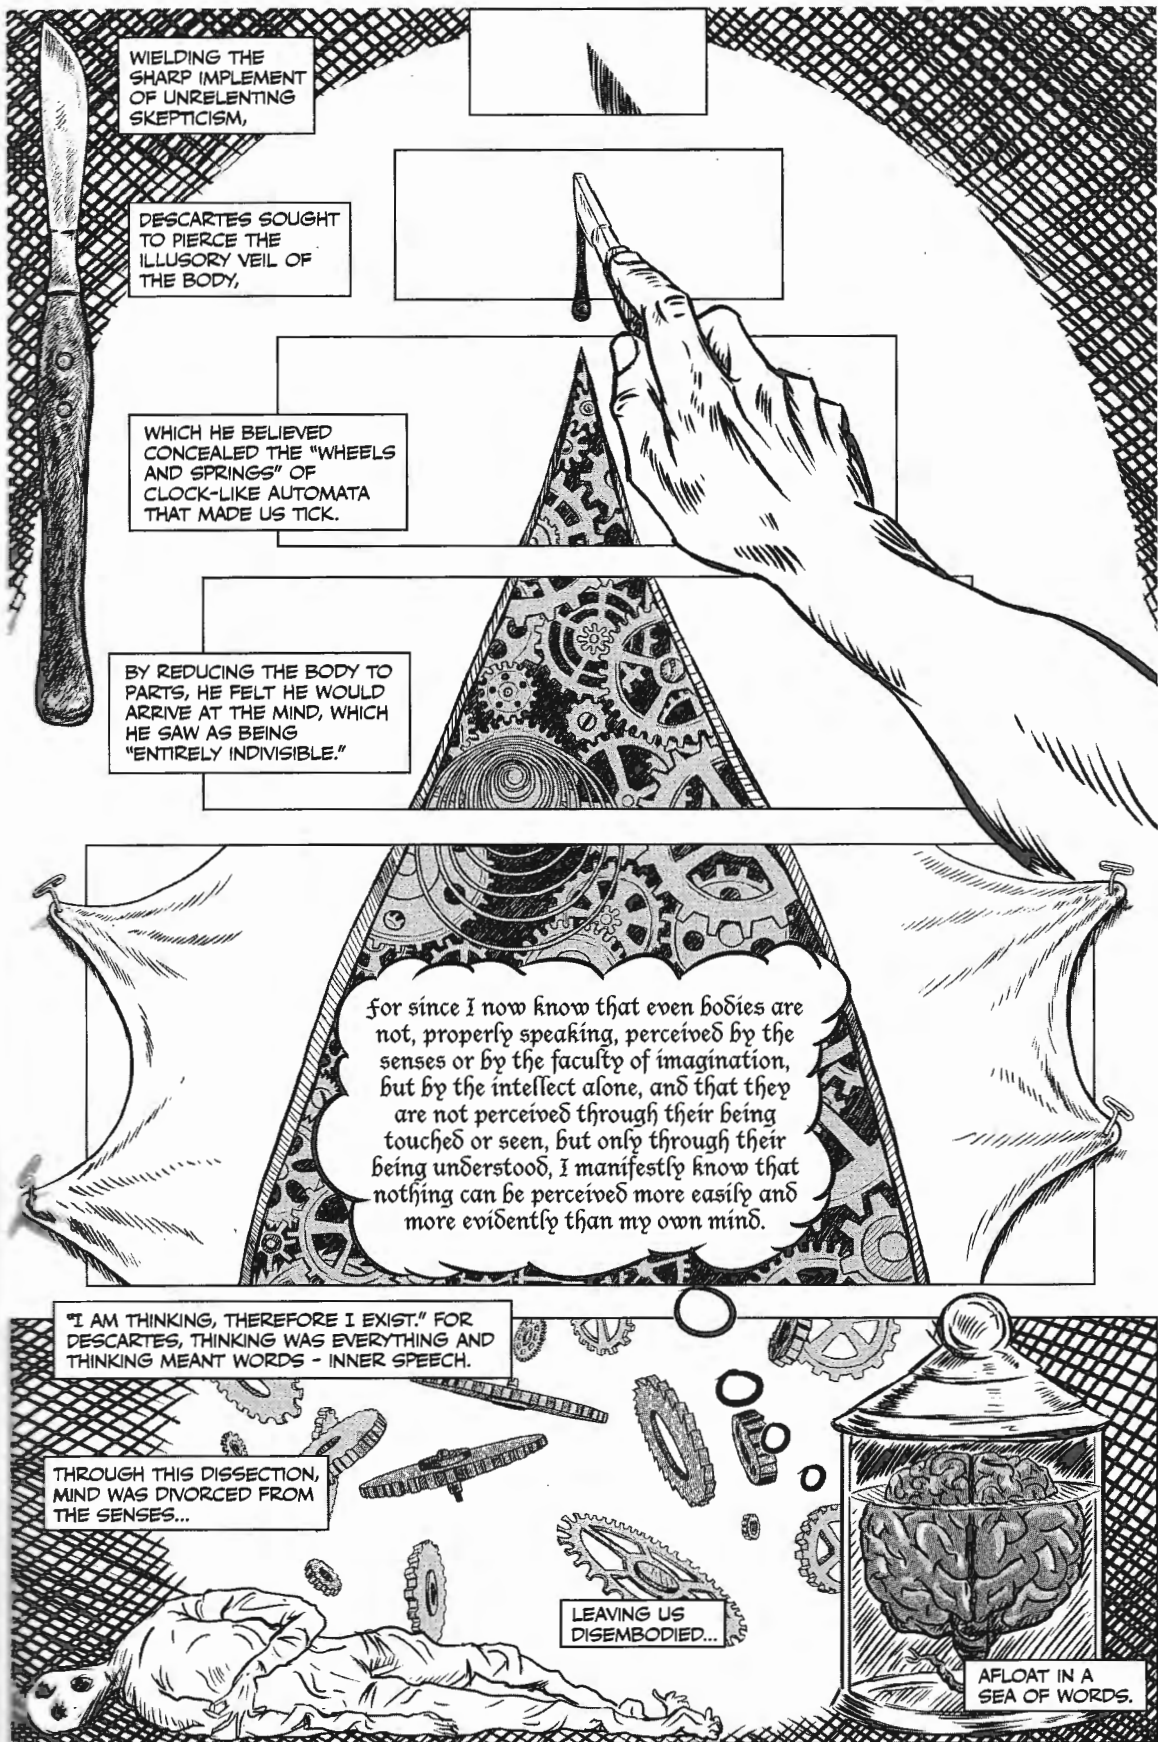 WIELDING THE
SHARP IMPLEMENT
OF UNRELENTING
SKEPTICISM,
DESCARTES SOUGHT
TO PIERCE THE
ILLUSORY VEIL OF
THE BODY,
WHICH HE BELIEVED
CONCEALED THE "WHEELS
AND SPRINGS" OF
CLOCK-LIKE AUTOMATA
THAT MADE US TICK.
BY REDUCING THE BODY TO
PARTS, HE FELT HE WOULD
ARRIVE AT THE MIND, WHICH
HE SAW AS BEING
"ENTIRELY INDIVISIBLE."
For since I now know that even bodies are
not, properly speaking, perceived by the
senses or by the faculty of imagination,
but by the intellect alone, and that they
are not perceived through their being
touched or seen, but only through their
being understood, I manifestly know that
nothing can be perceived more easily and
more evidently than my own mind.
"I AM THINKING, THEREFORE I EXIST." FOR
DESCARTES, THINKING WAS EVERYTHING AND
THINKING MEANT WORDS – INNER SPEECH.
THROUGH THIS DISSECTION,
MIND WAS DIVORCED FROM
THE SENSES...
LEAVING US
DISEMBODIED...
AFLOAT IN A
SEA OF WORDS.